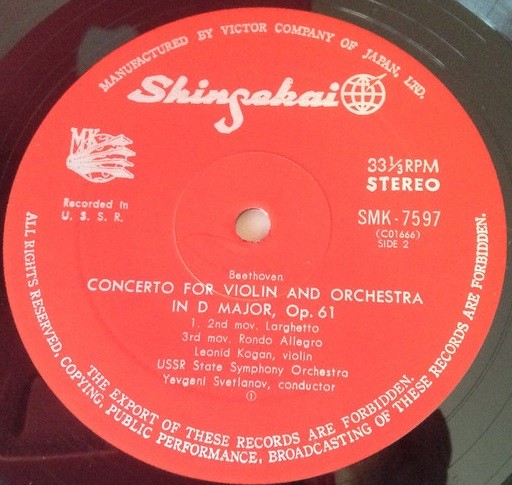 MANUFACTURED BY VICTOR COMPANY OF JAPAN, LTD.
Shinsekai
MK
33⅓RPM
STEREO
Recorded in
U. S. S. R.
SMK-7597
(C01666)
SIDE 2
Beethoven
CONCERTO FOR VIOLIN AND ORCHESTRA
IN D MAJOR, Op. 61
1. 2nd mov. Larghetto
3rd mov. Rondo Allegro
Leonid Kogan, violin
USSR State Symphony Orchestra
Yevgeni Svetlanov, conductor
①
ALL RIGHTS RESERVED, COPYING, PUBLIC PERFORMANCE, BROADCASTING OF THESE RECORDS ARE FORBIDDEN.
THE EXPORT OF THESE RECORDS ARE FORBIDDEN.